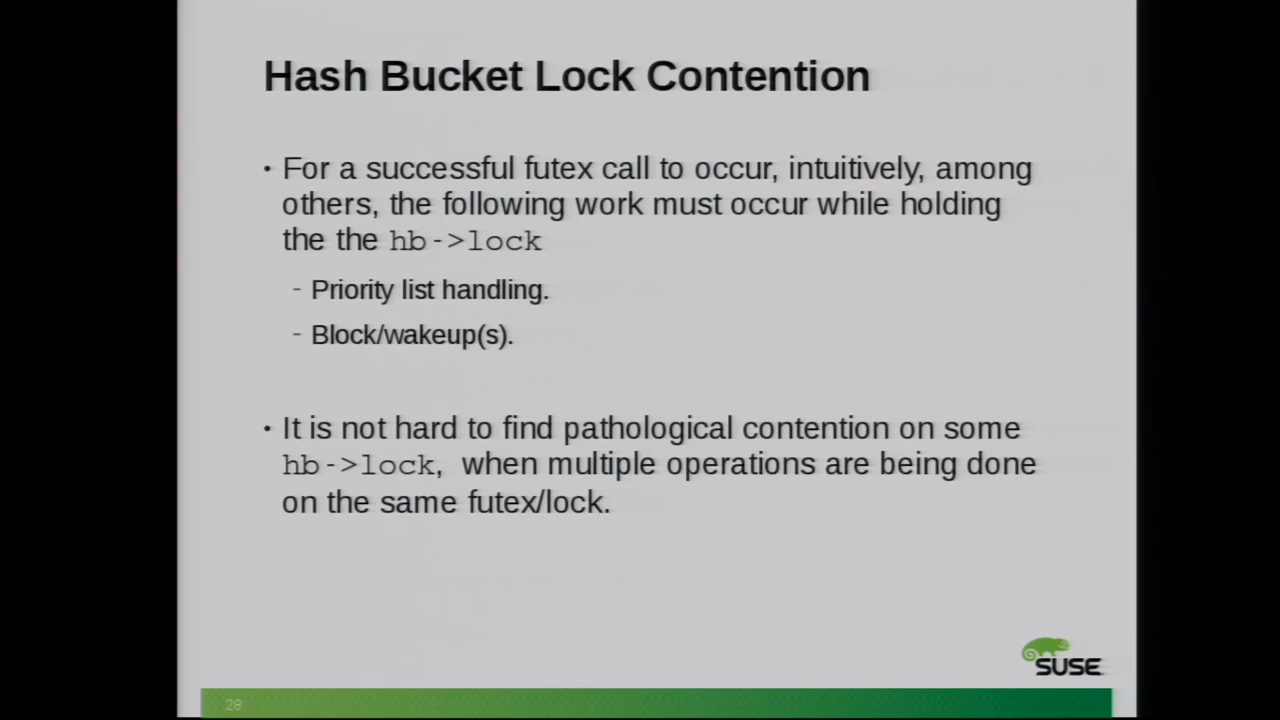 Hash Bucket Lock Contention
• For a successful futex call to occur, intuitively, among
others, the following work must occur while holding
the the hb->lock
- Priority list handling.
- Block/wakeup(s).
• It is not hard to find pathological contention on some
hb->lock, when multiple operations are being done
on the same futex/lock.
SUSE
28